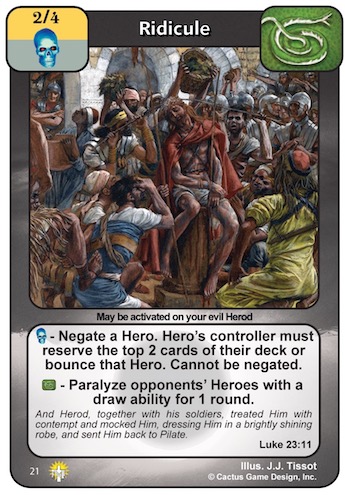 2/4
Ridicule
May be activated on your evil Herod
- Negate a Hero. Hero's controller must
reserve the top 2 cards of their deck or
bounce that Hero. Cannot be negated.
- Paralyze opponents' Heroes with a
draw ability for 1 round.
And Herod, together with his soldiers, treated Him with
contempt and mocked Him, dressing Him in a brightly shining
robe, and sent Him back to Pilate.
Luke 23:11
21
Illus. J.J. Tissot
© Cactus Game Design, Inc.